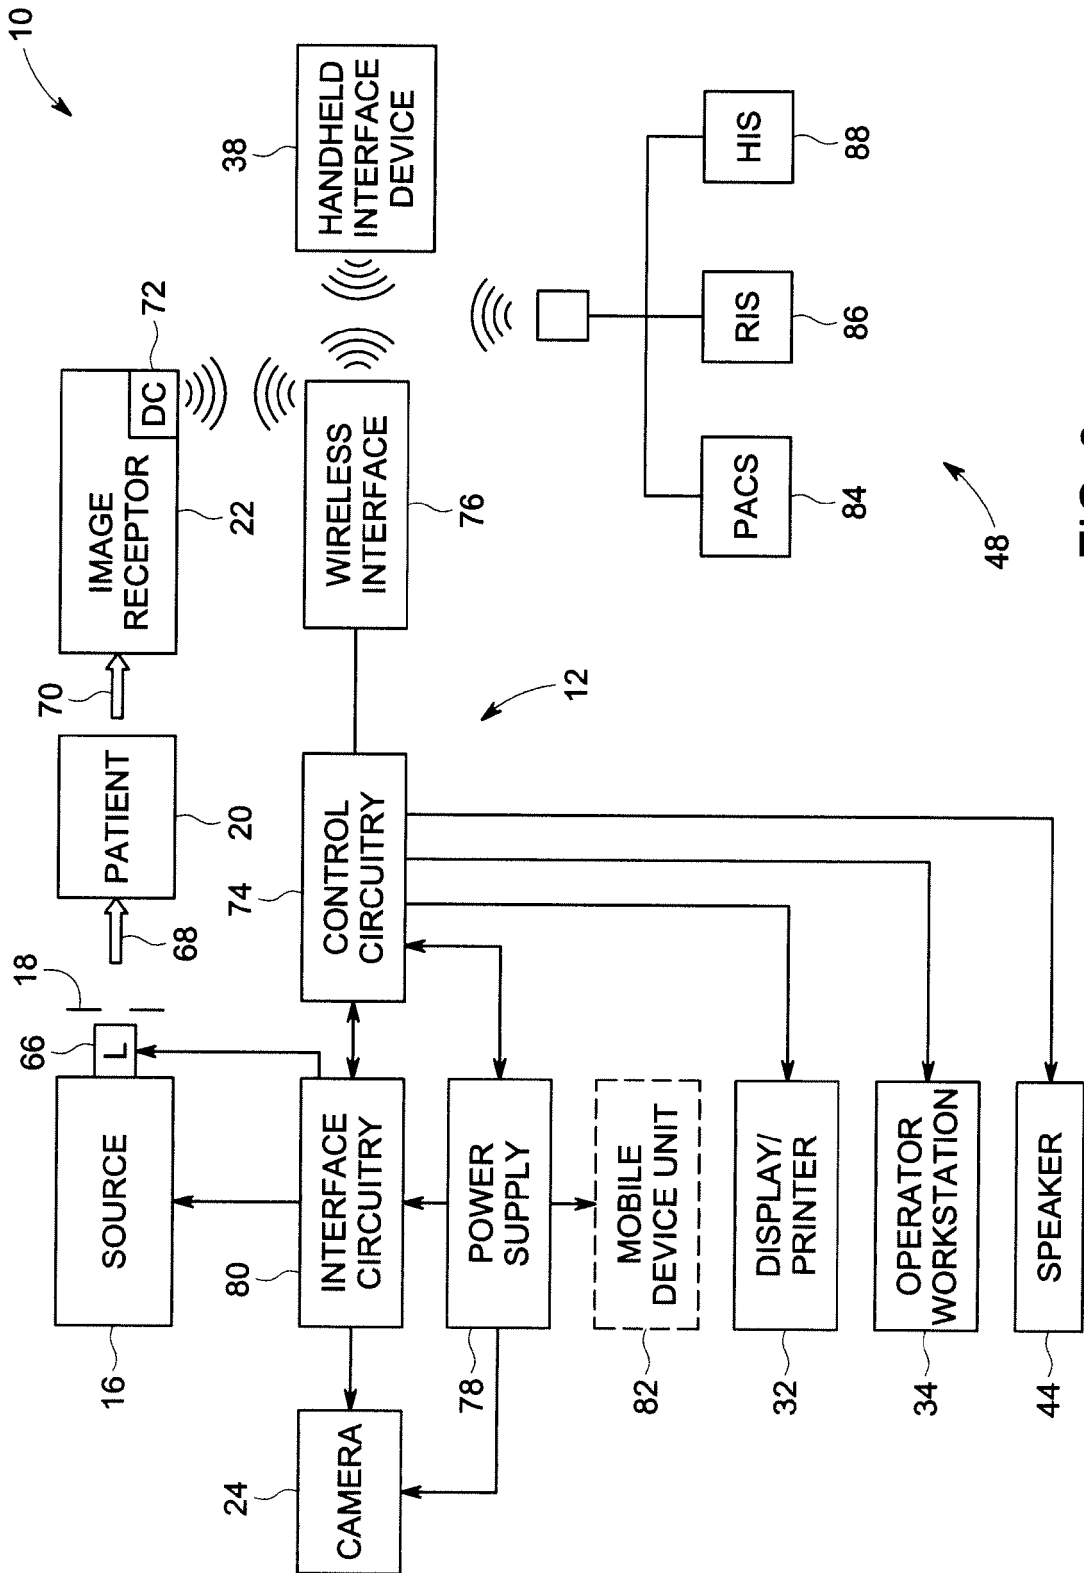 10
16
SOURCE
66
L
18
68
PATIENT
20
70
IMAGE
RECEPTOR
22
DC
72
24
CAMERA
80
INTERFACE
CIRCUITRY
74
CONTROL
CIRCUITRY
12
WIRELESS
INTERFACE
76
38
HANDHELD
INTERFACE
DEVICE
78
POWER
SUPPLY
82
MOBILE
DEVICE UNIT
32
DISPLAY/
PRINTER
34
OPERATOR
WORKSTATION
44
SPEAKER
PACS
84
RIS
86
HIS
88
48
FIG.